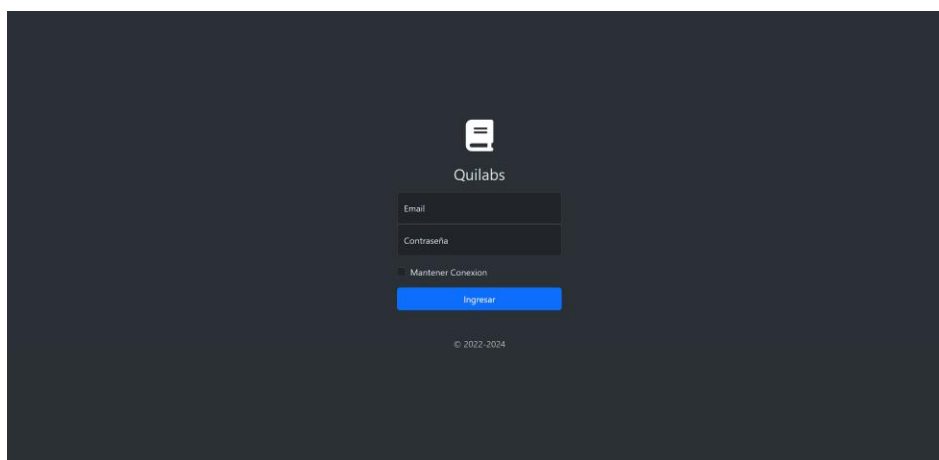 Quilabs
Email
Contraseña
Mantener Conexion
Ingresar
© 2022-2024